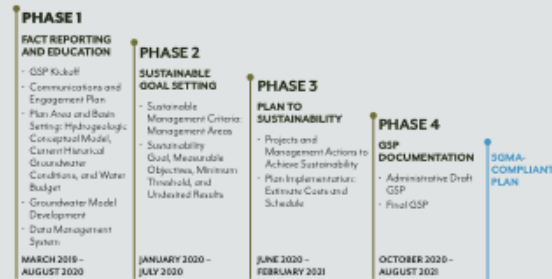 PHASE 1
FACT REPORTING
AND EDUCATION
- GSP Kickoff
- Communications and
Engagement Plan
- Plan Area and Basin
Setting: Hydrogeologic
Conceptual Model,
Current Historical
Groundwater
Conditions, and Water
Budget
- Groundwater Model
Development
- Data Management
System
MARCH 2019 –
AUGUST 2020
PHASE 2
SUSTAINABLE
GOAL SETTING
- Sustainable
Management Criteria:
Management Areas
- Sustainability
Goal, Measurable
Objectives, Minimum
Threshold, and
Undesired Results
JANUARY 2020 –
JULY 2020
PHASE 3
PLAN TO
SUSTAINABILITY
- Projects and
Management Actions to
Achieve Sustainability
- Plan Implementation:
Estimate Costs and
Schedule
JUNE 2020 –
FEBRUARY 2021
PHASE 4
GSP
DOCUMENTATION
- Administrative Draft
GSP
- Final GSP
OCTOBER 2020 –
AUGUST 2021
SGMA-
COMPLIANT
PLAN